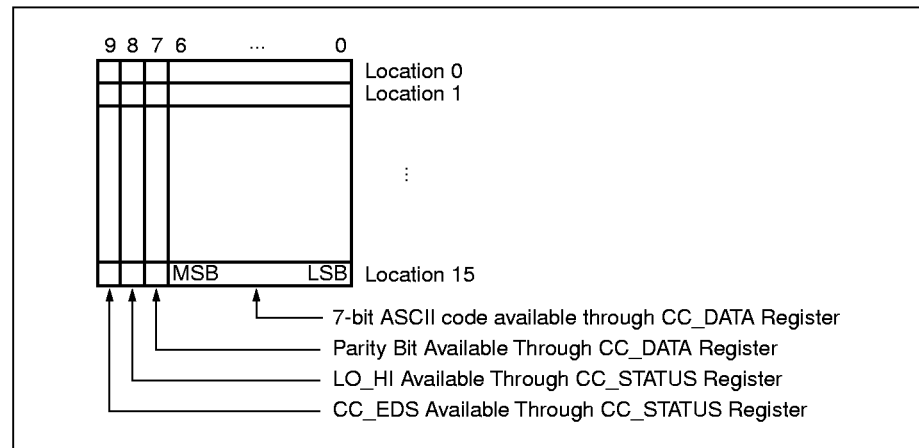 9 8 7 6 ... 0
Location 0
Location 1
⋮
MSB LSB Location 15
7-bit ASCII code available through CC_DATA Register
Parity Bit Available Through CC_DATA Register
LO_HI Available Through CC_STATUS Register
CC_EDS Available Through CC_STATUS Register